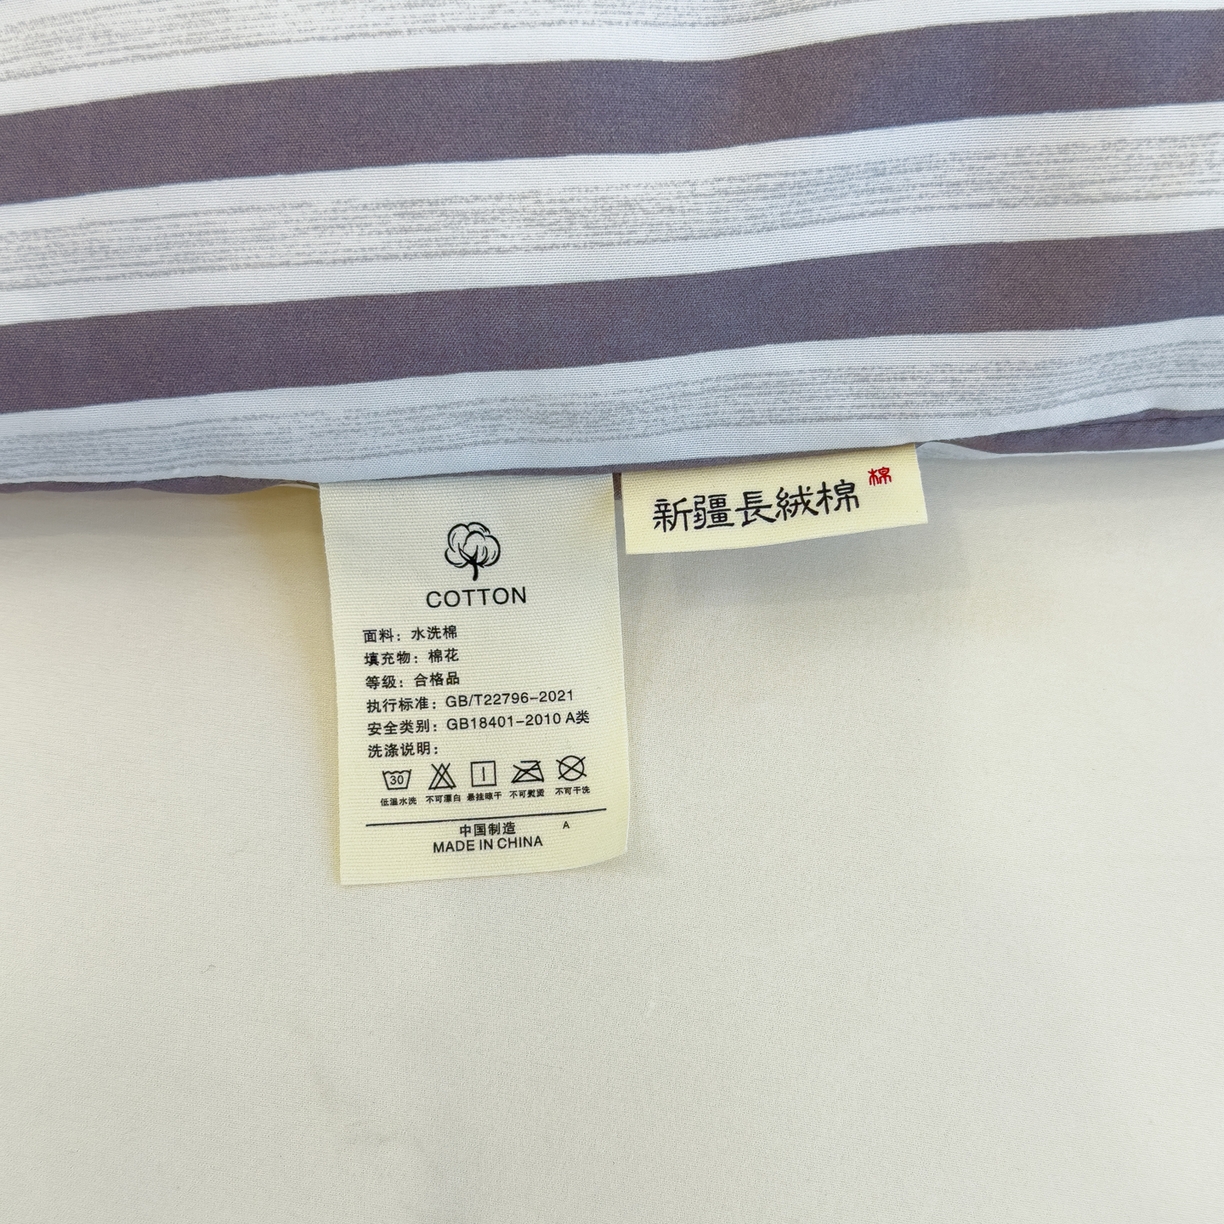 COTTON
面料：水洗棉
填充物：棉花
等级：合格品
执行标准：GB/T22796-2021
安全类别：GB18401-2010 A类
洗涤说明：
30
低温水洗 不可漂白 悬挂晾干 不可熨烫 不可干洗
中国制造 A
MADE IN CHINA
新疆長絨棉 棉